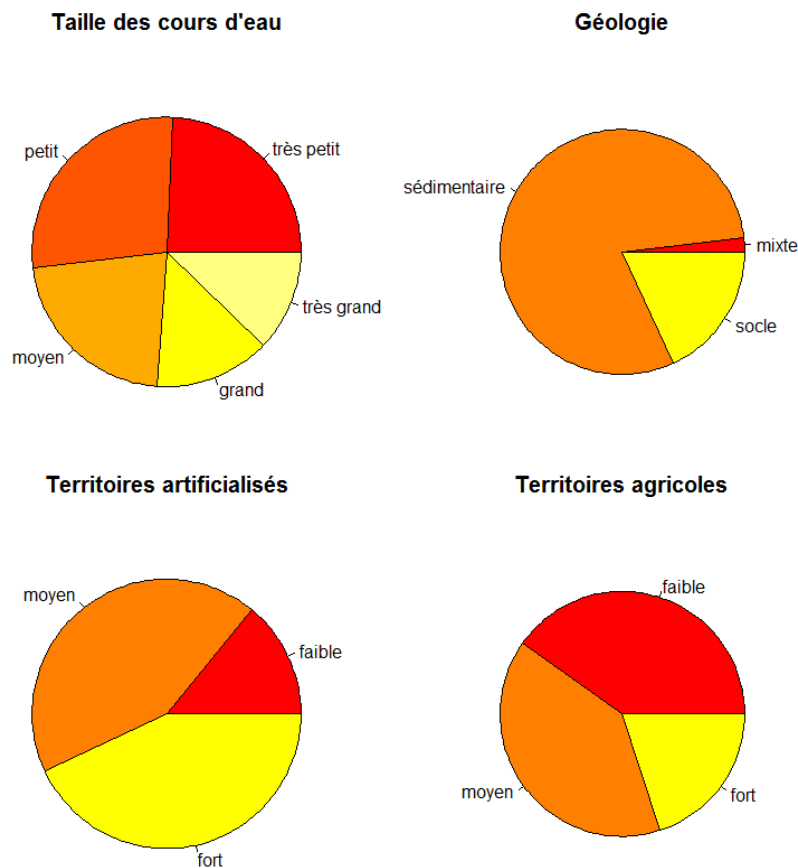 Taille des cours d'eau
petit
très petit
moyen
très grand
grand
Géologie
sédimentaire
mixte
socle
Territoires artificialisés
moyen
faible
fort
Territoires agricoles
faible
moyen
fort